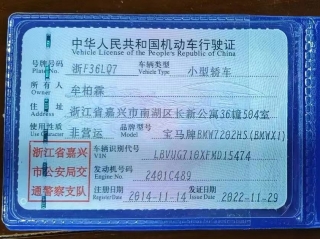 中华人民共和国机动车行驶证
Vehicle License of the People's Republic of China
号牌号码 浙F36LQ7 车辆类型 小型轿车
Plate No. Vehicle Type
所有人 牟柏霖
Owner
住址 浙江省嘉兴市南湖区长新公寓36幢504室
Address
使用性质 非营运 品牌型号 宝马牌BMW7202HS(BMWX1)
Use Character Model
浙江省嘉兴市公安局交通警察支队
车辆识别代号
VIN
发动机号码 2401C489
Engine No.
注册日期 2014-11-14 发证日期 2022-11-29
Register Date Issue Date